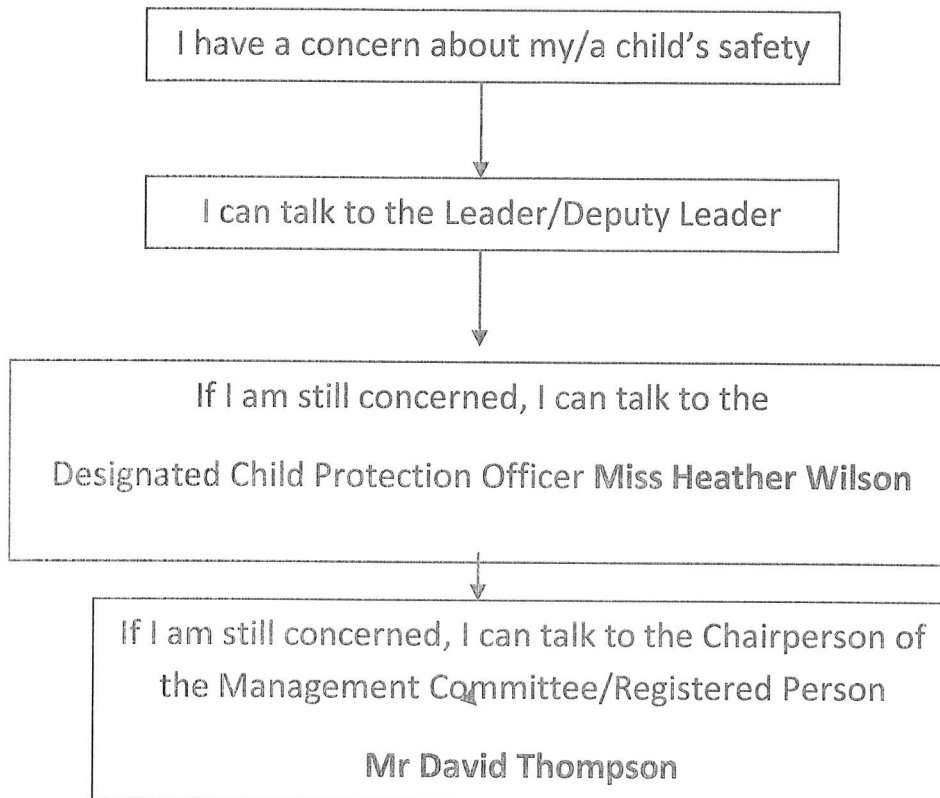 I have a concern about my/a child's safety
I can talk to the Leader/Deputy Leader
If I am still concerned, I can talk to the
Designated Child Protection Officer Miss Heather Wilson
If I am still concerned, I can talk to the Chairperson of
the Management Committee/Registered Person
Mr David Thompson